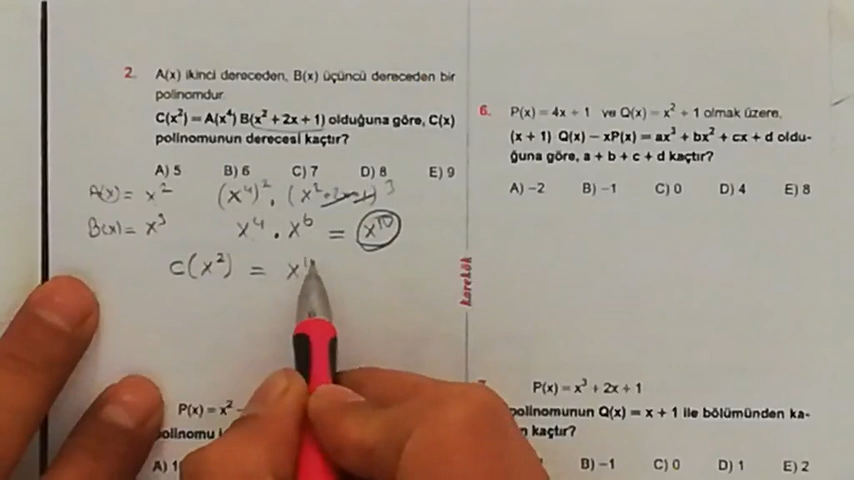 2. A(x) ikinci dereceden, B(x) üçüncü dereceden bir
polinomdur.
C(x²) = A(x⁴) B(x² + 2x + 1) olduğuna göre, C(x)
polinomunun derecesi kaçtır?
A) 5 B) 6 C) 7 D) 8 E) 9
A(x) = x² (x⁴)² . (x² + 2x + 1)³
B(x) = x³ x⁴ . x⁶ = x¹⁰
C(x²) = x¹
P(x) = x²
polinomu
A) 1
6. P(x) = 4x + 1 ve Q(x) = x² + 1 olmak üzere,
(x + 1) Q(x) – xP(x) = ax³ + bx² + cx + d oldu-
ğuna göre, a + b + c + d kaçtır?
A) –2 B) –1 C) 0 D) 4 E) 8
karekök
P(x) = x³ + 2x + 1
polinomunun Q(x) = x + 1 ile bölümünden ka-
kaçtır?
B) –1 C) 0 D) 1 E) 2